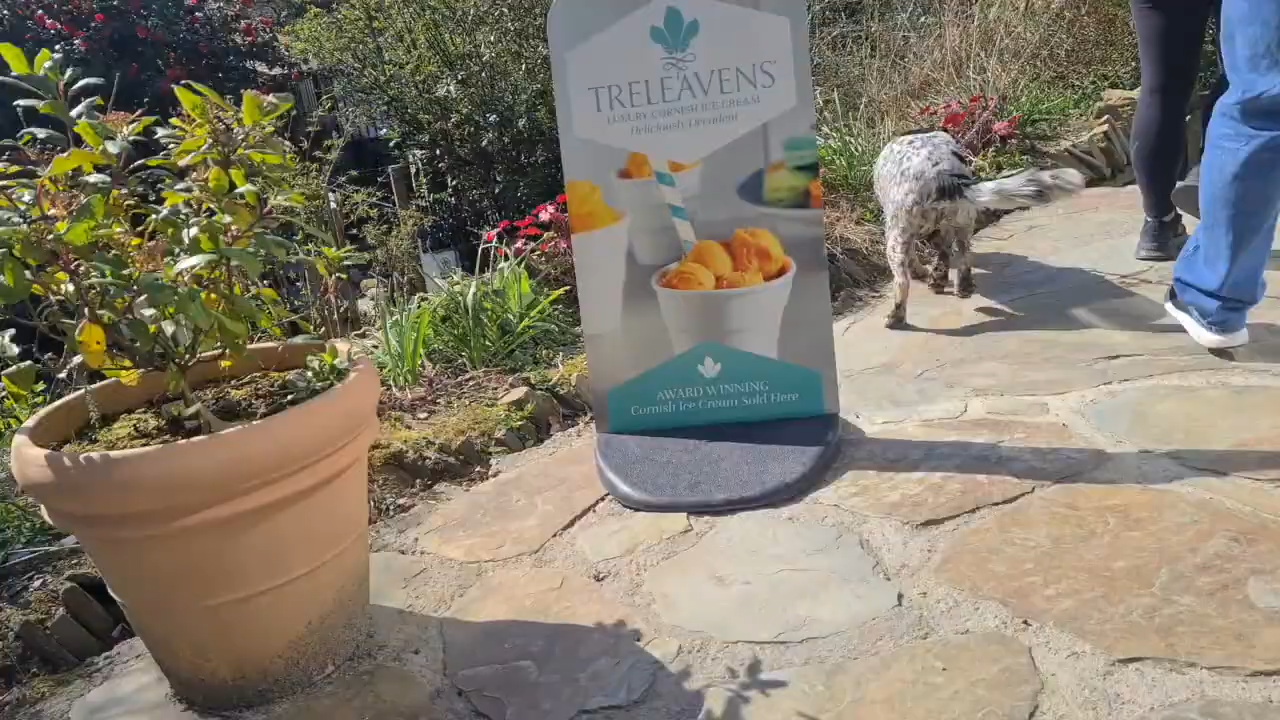 TRELEAVENS
LUXURY CORNISH ICE CREAM
Deliciously Decadent
AWARD WINNING
Cornish Ice Cream Sold Here